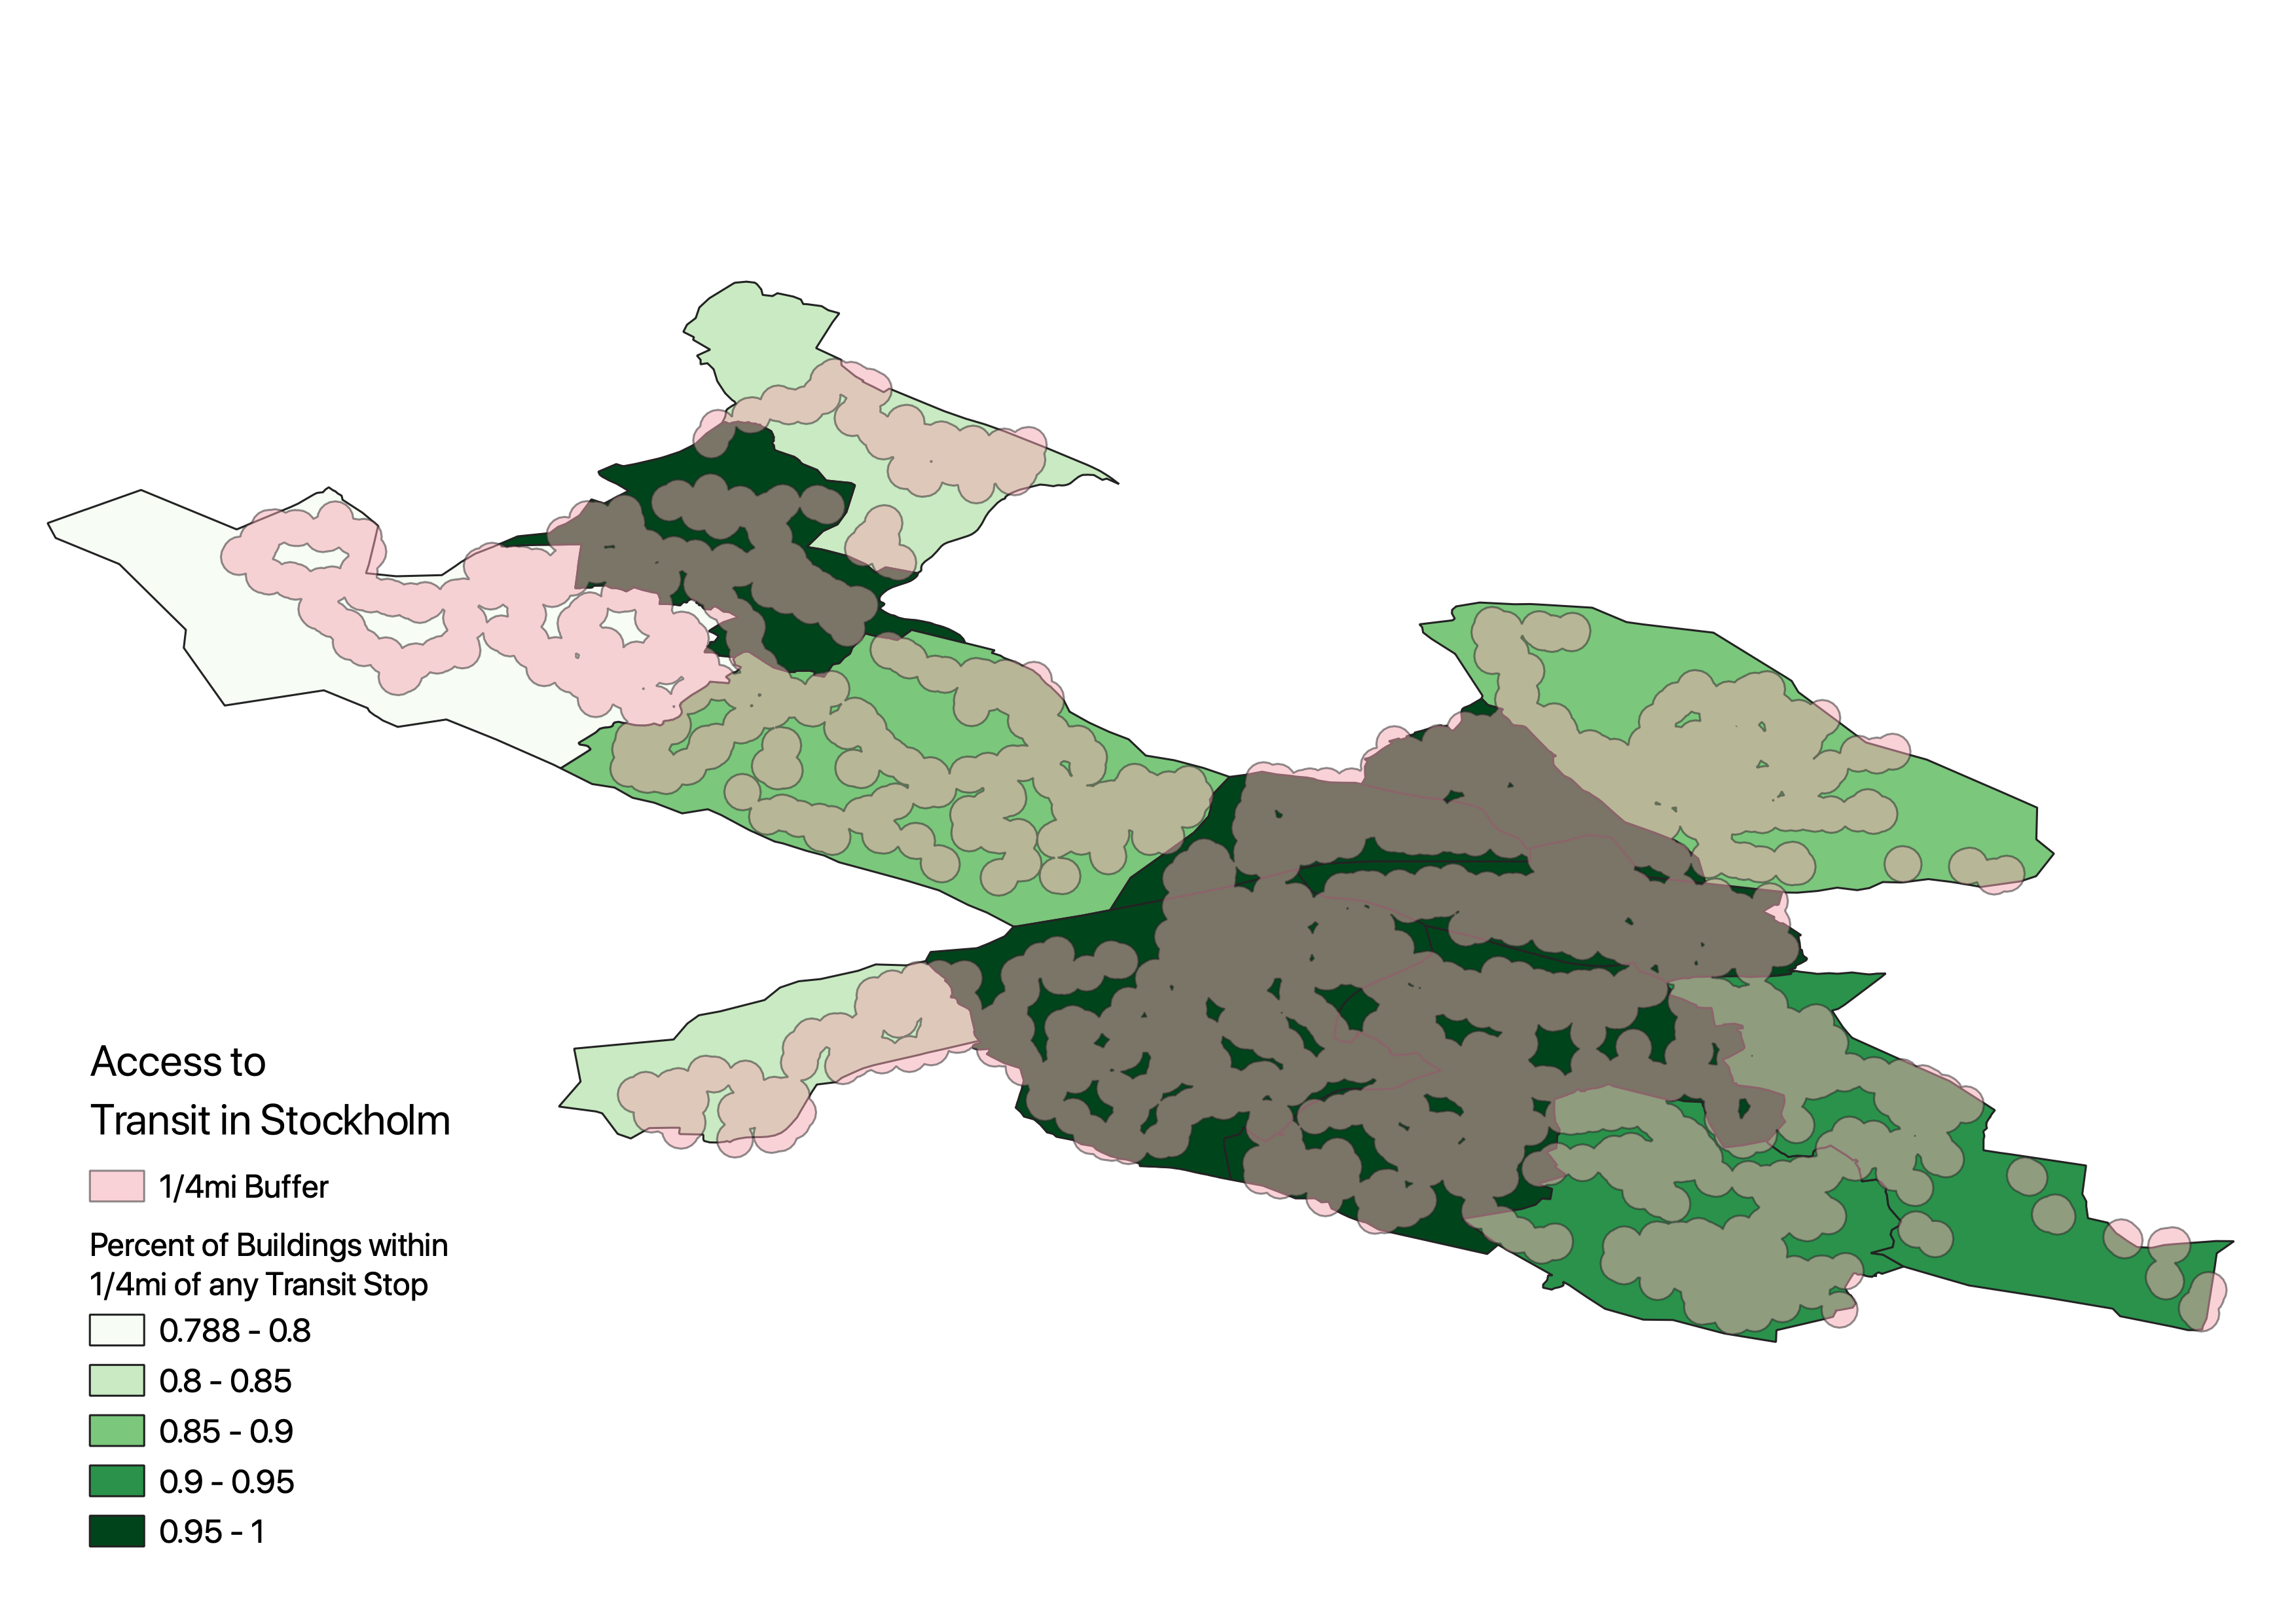 Access to
Transit in Stockholm
1/4mi Buffer
Percent of Buildings within
1/4mi of any Transit Stop
0.788 - 0.8
0.8 - 0.85
0.85 - 0.9
0.9 - 0.95
0.95 - 1